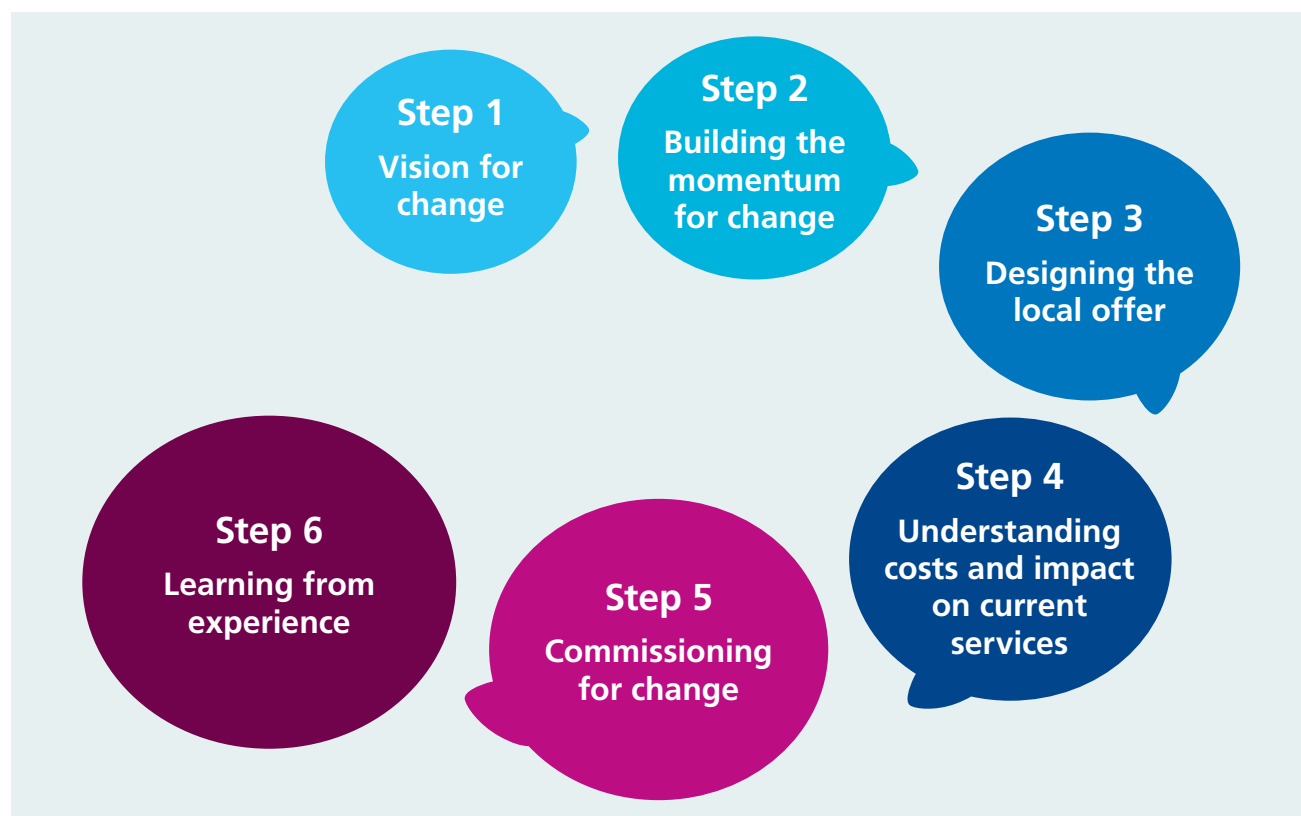 Step 1
Vision for
change
Step 2
Building the
momentum
for change
Step 3
Designing the
local offer
Step 4
Understanding
costs and impact
on current
services
Step 5
Commissioning
for change
Step 6
Learning from
experience